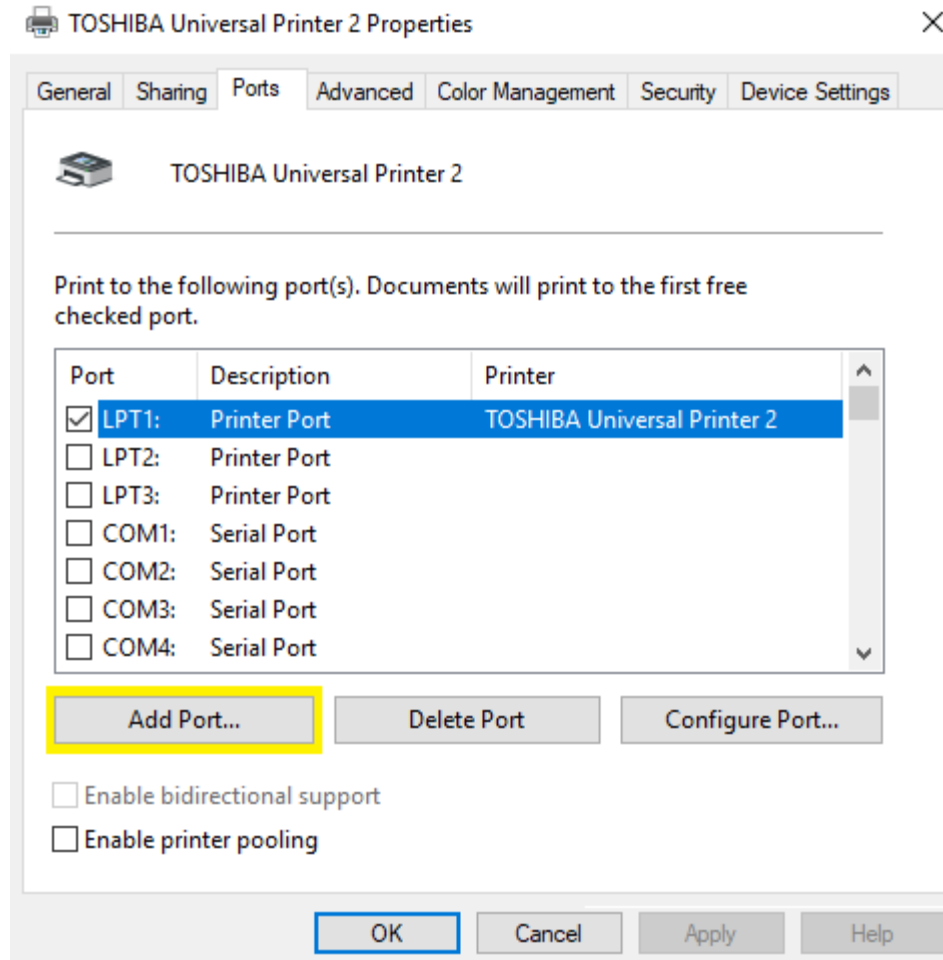 TOSHIBA Universal Printer 2 Properties
General Sharing Ports Advanced Color Management Security Device Settings
TOSHIBA Universal Printer 2
Print to the following port(s). Documents will print to the first free
checked port.
Port Description Printer
LPT1: Printer Port TOSHIBA Universal Printer 2
LPT2: Printer Port
LPT3: Printer Port
COM1: Serial Port
COM2: Serial Port
COM3: Serial Port
COM4: Serial Port
Add Port... Delete Port Configure Port...
Enable bidirectional support
Enable printer pooling
OK Cancel Apply Help